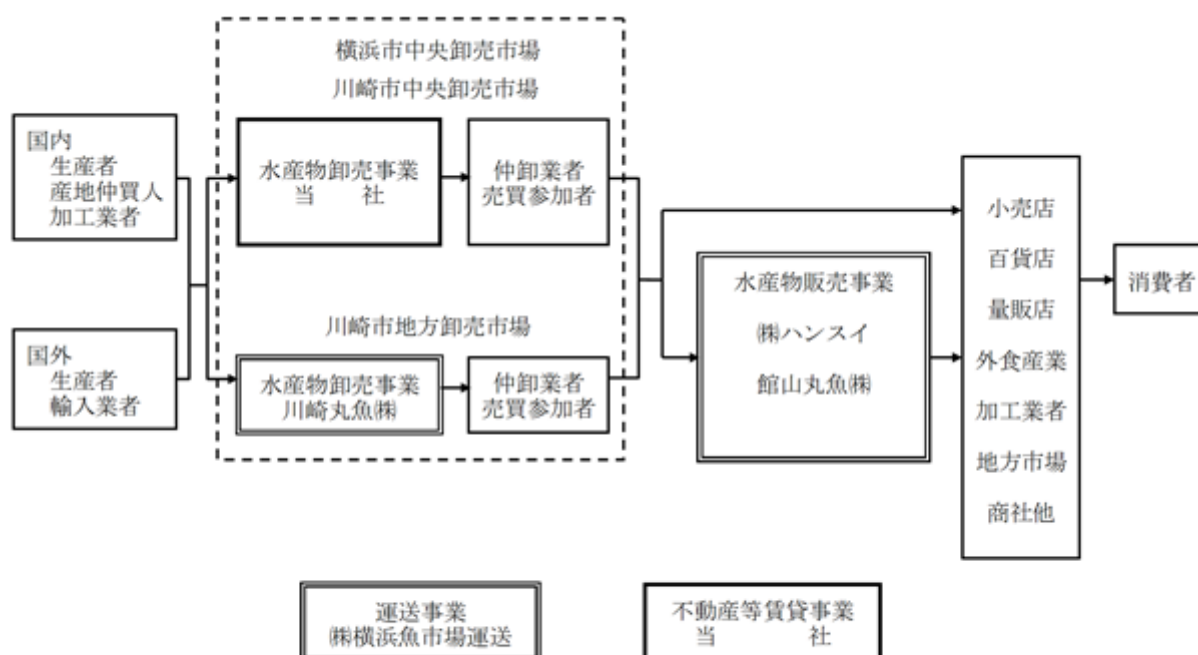 横浜市中央卸売市場
川崎市中央卸売市場
国内
生産者
産地仲買人
加工業者
国外
生産者
輸入業者
水産物卸売事業
当　　社
仲卸業者
売買参加者
川崎市地方卸売市場
水産物卸売事業
川崎丸魚㈱
仲卸業者
売買参加者
水産物販売事業
㈱ハンスイ
館山丸魚㈱
小売店
百貨店
量販店
外食産業
加工業者
地方市場
商社他
消費者
運送事業
㈱横浜魚市場運送
不動産等賃貸事業
当　　社